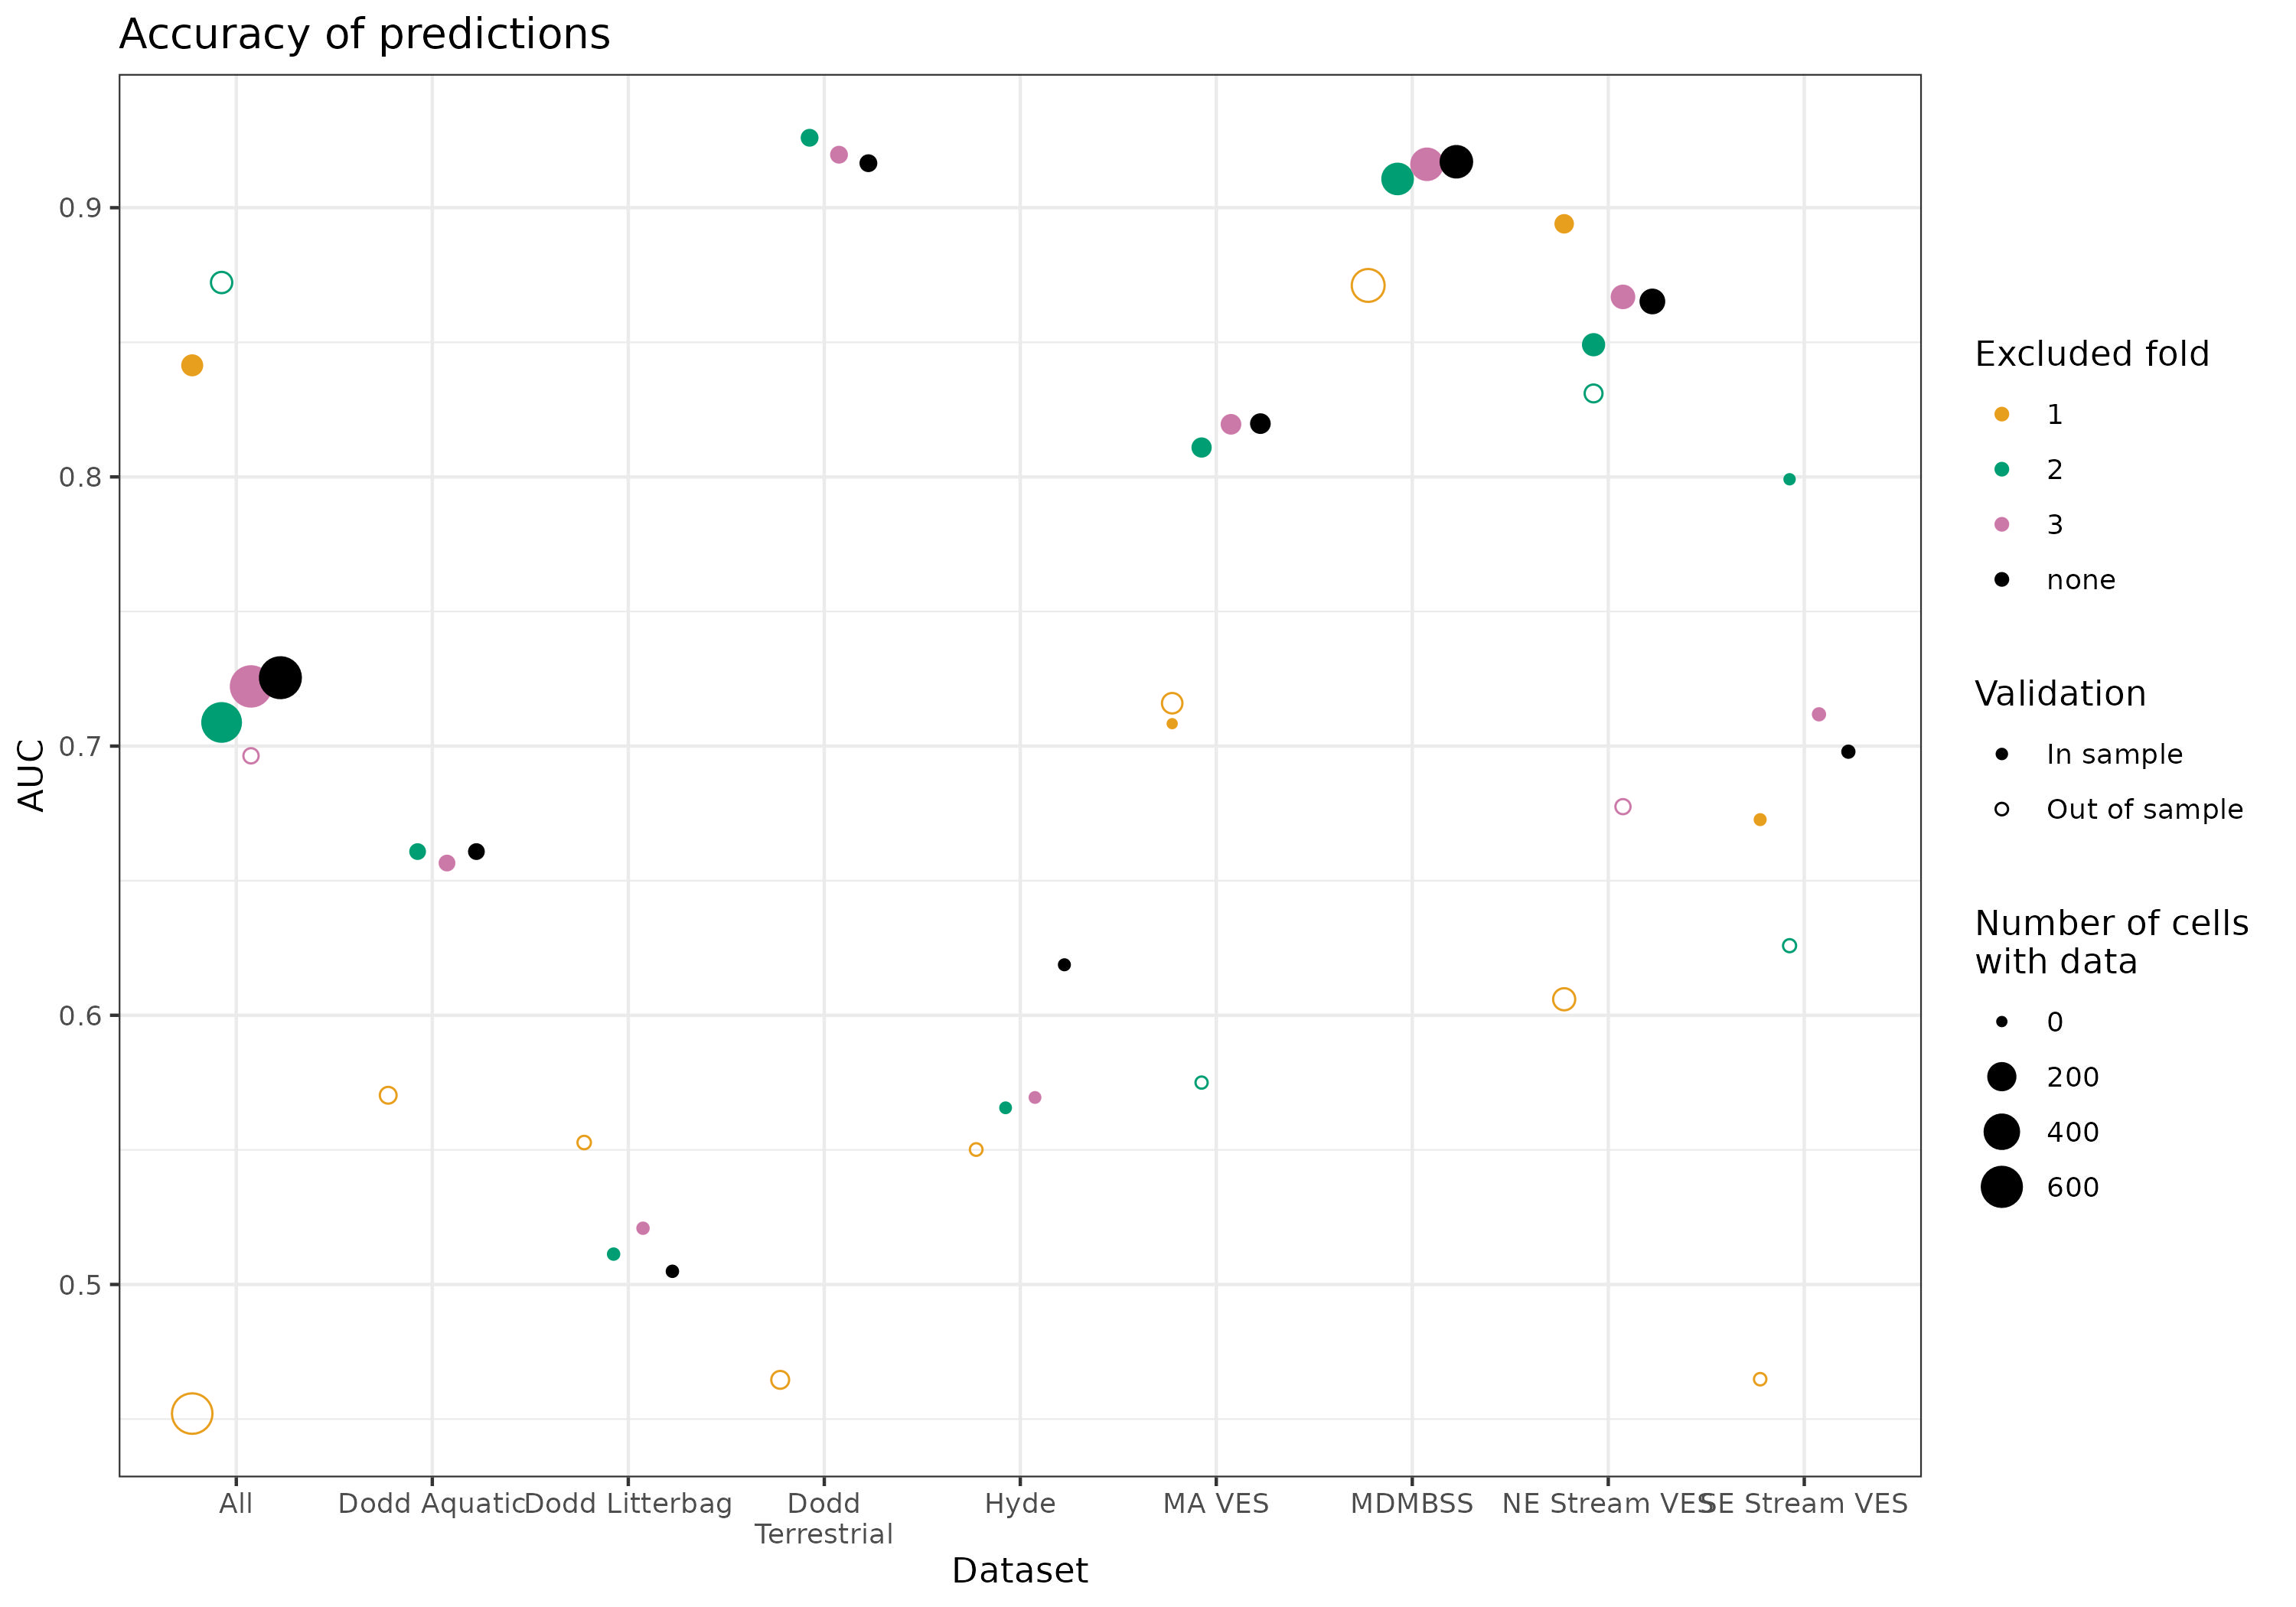 Accuracy of predictions
AUC
0.9
0.8
0.7
0.6
0.5
All
Dodd Aquatic
Dodd Litterbag
Dodd
Terrestrial
Hyde
MA VES
MDMBSS
NE Stream VES
SE Stream VES
Dataset
Excluded fold
1
2
3
none
Validation
In sample
Out of sample
Number of cells
with data
0
200
400
600